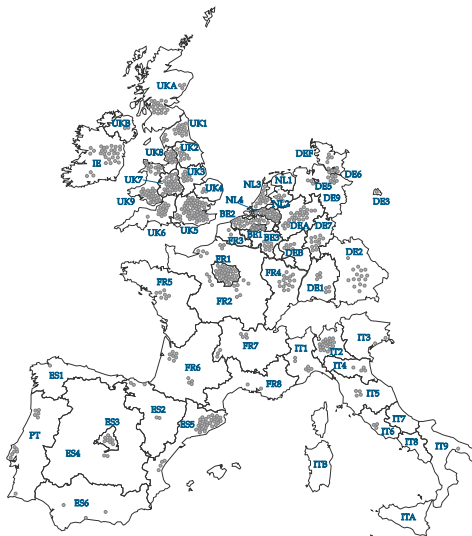 UKA
UKB
UK1
IE
UK8
UK2
DEF
UK7
UK3
NL3
NL1
DE5
DE6
UK9
UK4
NL4
NL2
DE9
DE3
BE2
UK6
UK5
DEA
DE7
BE1
BE3
FR3
DEB
DE2
FR1
FR4
FR5
DE1
FR2
IT3
FR7
IT1
IT2
FR6
IT4
ES1
FR8
IT5
ES2
ES3
ES5
IT7
PT
IT6
IT8
IT9
ES4
ITB
ES6
ITA